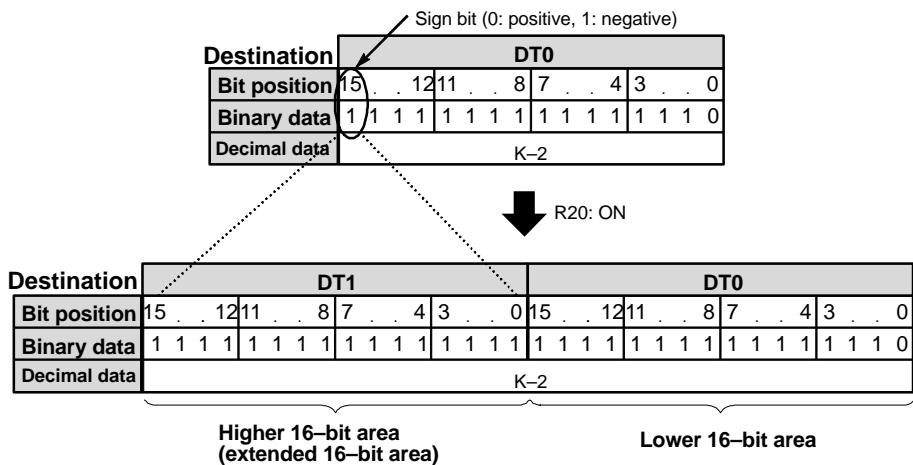 Sign bit (0: positive, 1: negative)
Destination DT0
Bit position 15 . . 12 11 . . 8 7 . . 4 3 . . 0
Binary data 1 1 1 1 1 1 1 1 1 1 1 1 1 1 1 0
Decimal data K–2
R20: ON
Destination DT1 DT0
Bit position 15 . . 12 11 . . 8 7 . . 4 3 . . 0 15 . . 12 11 . . 8 7 . . 4 3 . . 0
Binary data 1 1 1 1 1 1 1 1 1 1 1 1 1 1 1 1 1 1 1 1 1 1 1 1 1 1 1 1 1 1 1 0
Decimal data K–2
Higher 16–bit area
(extended 16–bit area)
Lower 16–bit area